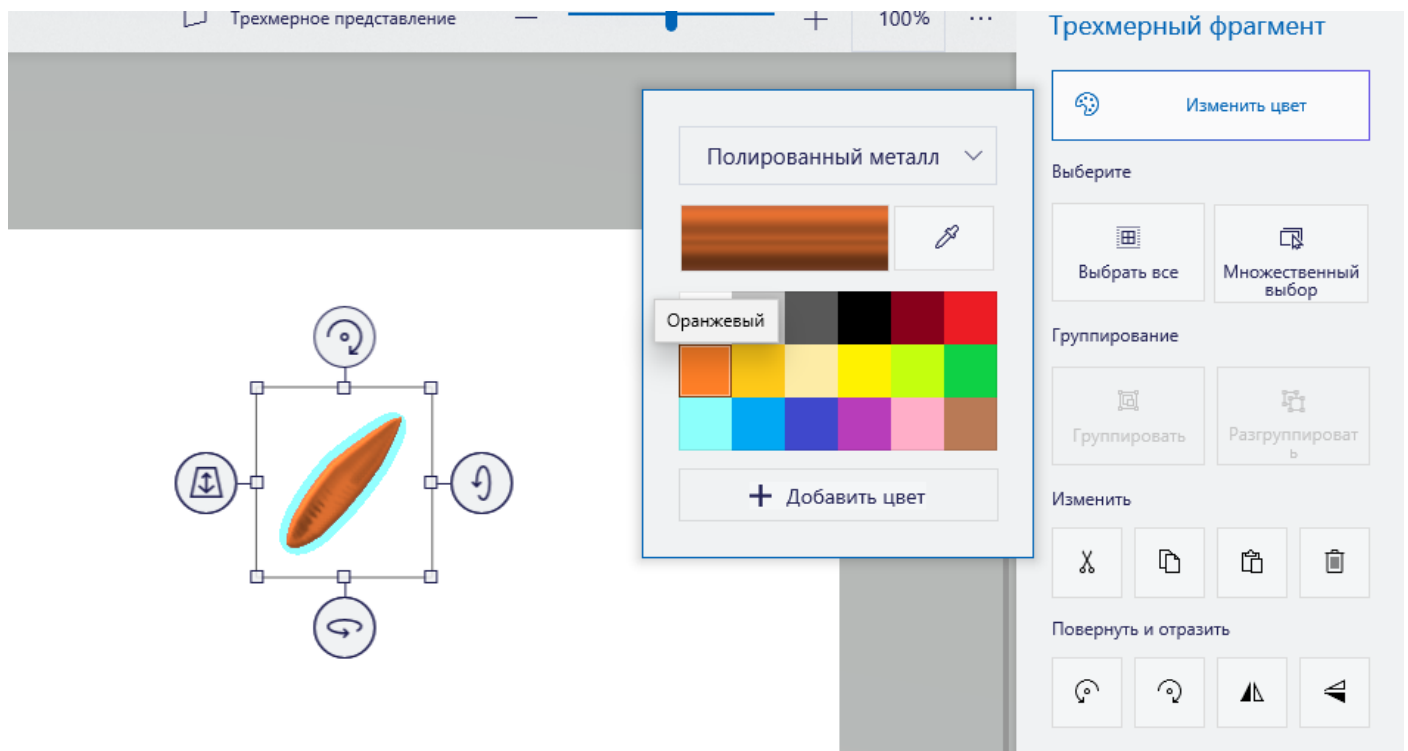 Трехмерное представление
100%
Трехмерный фрагмент
Изменить цвет
Полированный металл
Выберите
Выбрать все
Множественный
выбор
Оранжевый
Группирование
Группировать
Разгруппироват
ь
Добавить цвет
Изменить
Повернуть и отразить